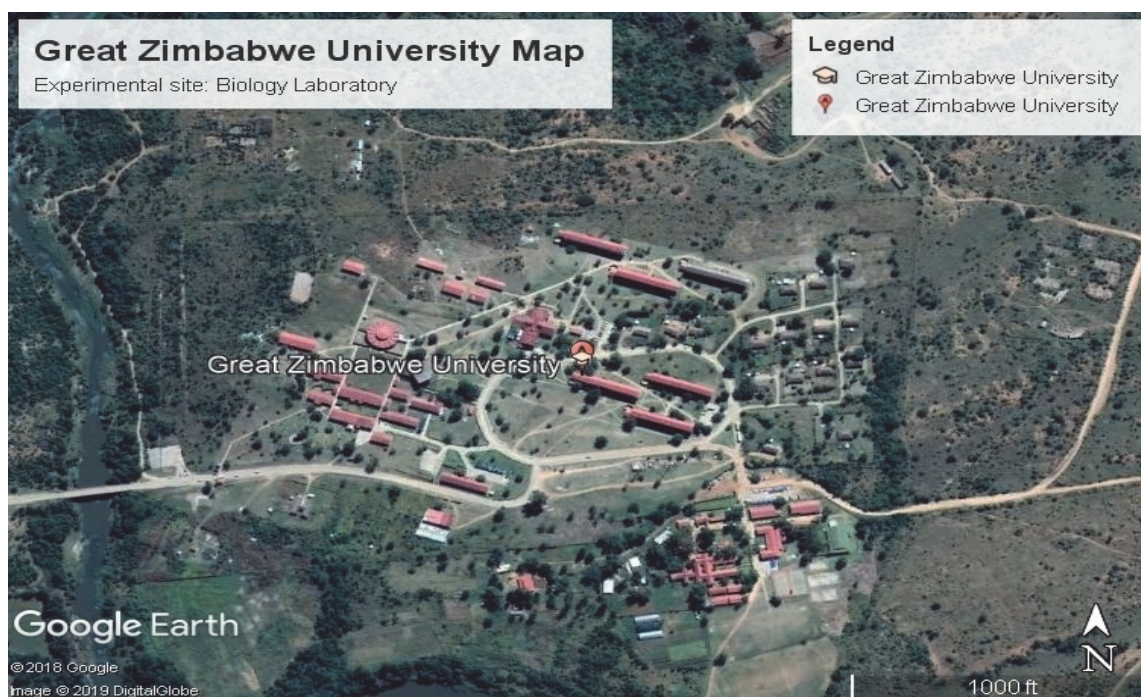 Great Zimbabwe University Map
Experimental site: Biology Laboratory
Legend
Great Zimbabwe University
Great Zimbabwe University
Great Zimbabwe University
Google Earth
©2018 Google
Image © 2019 DigitalGlobe
N
1000 ft